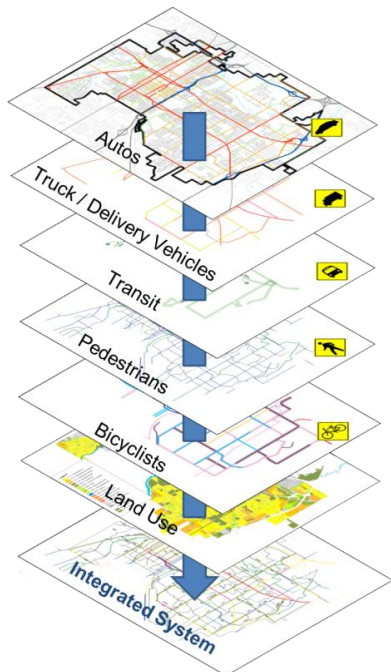 Autos
Truck / Delivery Vehicles
Transit
Pedestrians
Bicyclists
Land Use
Integrated System